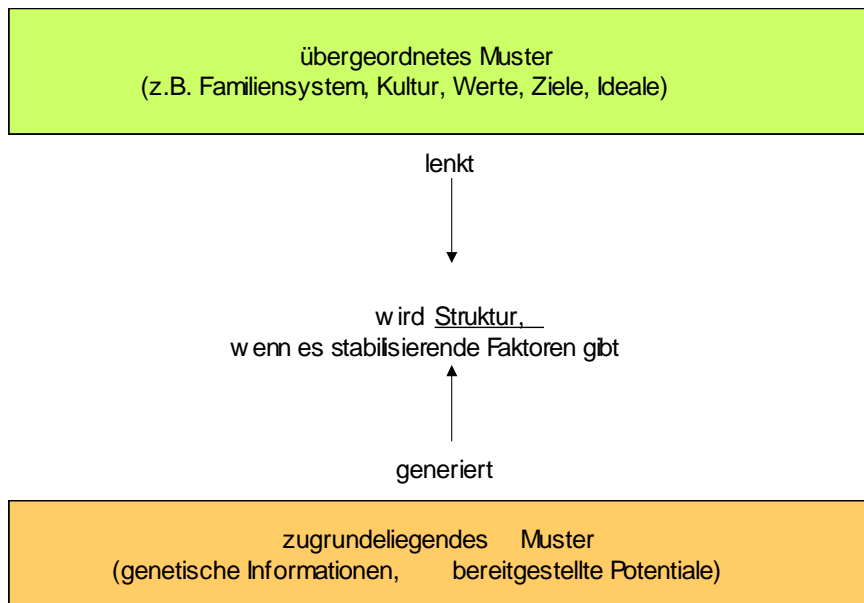 übergeordnetes Muster
(z.B. Familiensystem, Kultur, Werte, Ziele, Ideale)
lenkt
wird Struktur,
wenn es stabilisierende Faktoren gibt
generiert
zugrundeliegendes Muster
(genetische Informationen, bereitgestellte Potentiale)